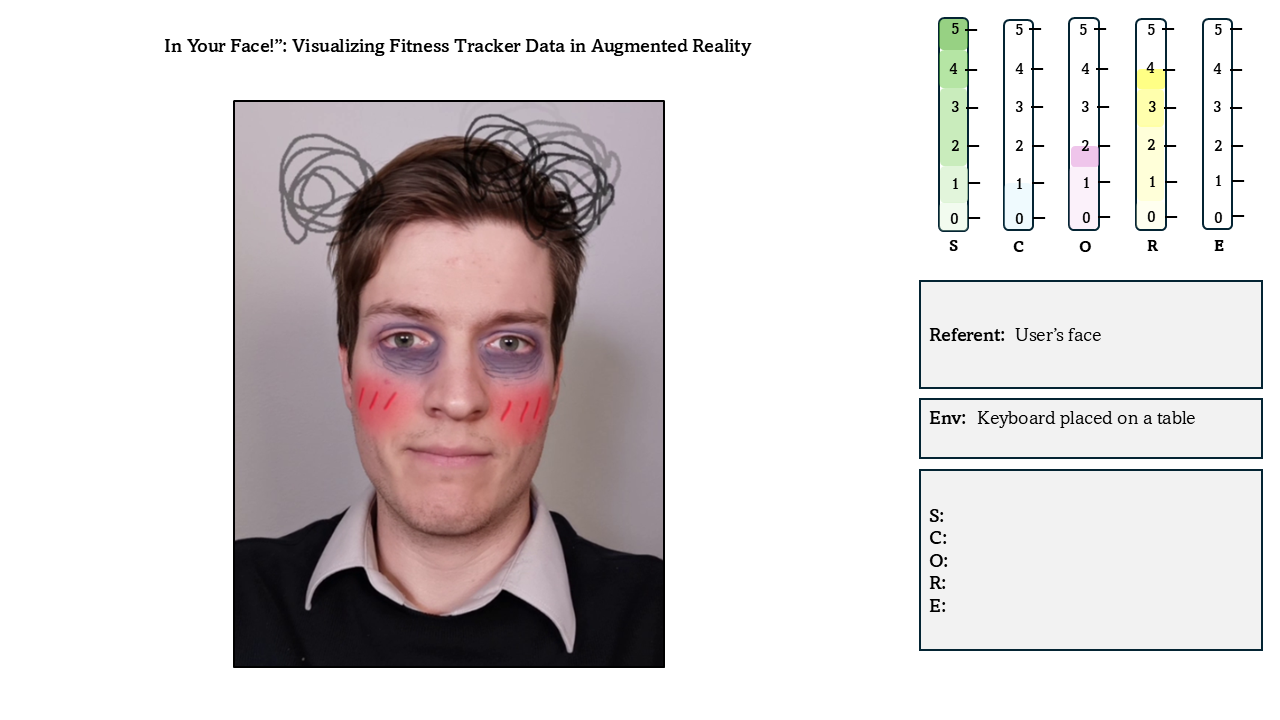 In Your Face!”: Visualizing Fitness Tracker Data in Augmented Reality
5 5 5 5 5
4 4 4 4 4
3 3 3 3 3
2 2 2 2 2
1 1 1 1 1
0 0 0 0 0
S C O R E
Referent: User’s face
Env: Keyboard placed on a table
S:
C:
O:
R:
E: